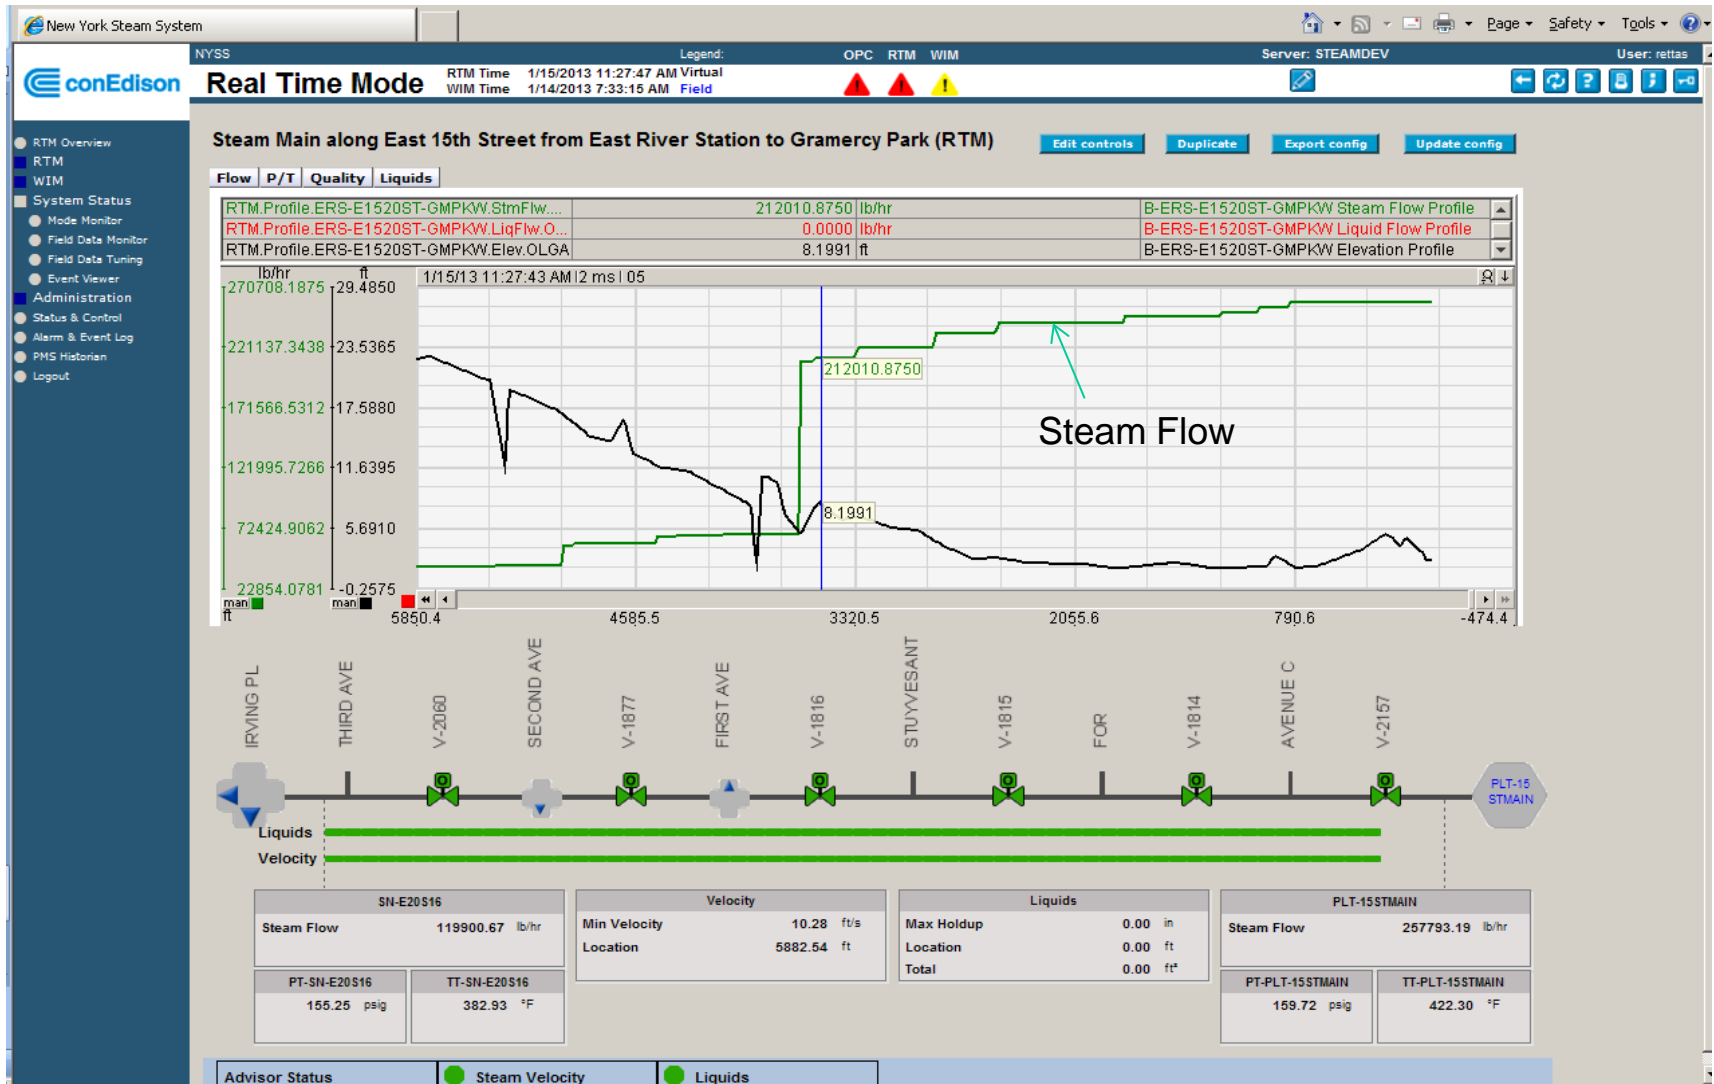 New York Steam System
Page Safety Tools
NYSS Legend: OPC RTM WIM Server: STEAMDEV User: rettas
conEdison
Real Time Mode
RTM Time 1/15/2013 11:27:47 AM Virtual
WIM Time 1/14/2013 7:33:15 AM Field
RTM Overview
RTM
WIM
System Status
Mode Monitor
Field Data Monitor
Field Data Tuning
Event Viewer
Administration
Status & Control
Alarm & Event Log
PMS Historian
Logout
Steam Main along East 15th Street from East River Station to Gramercy Park (RTM)
Edit controls Duplicate Export config Update config
Flow P/T Quality Liquids
RTM.Profile.ERS-E1520ST-GMPKW.StmFlw.... 212010.8750 lb/hr B-ERS-E1520ST-GMPKW Steam Flow Profile
RTM.Profile.ERS-E1520ST-GMPKW.LiqFlw.O... 0.0000 lb/hr B-ERS-E1520ST-GMPKW Liquid Flow Profile
RTM.Profile.ERS-E1520ST-GMPKW.Elev.OLGA 8.1991 ft B-ERS-E1520ST-GMPKW Elevation Profile
lb/hr ft 1/15/13 11:27:43 AM | 2 ms | 05
270708.1875 29.4850
221137.3438 23.5365
212010.8750
171566.5312 17.5880
Steam Flow
121995.7266 11.6395
8.1991
72424.9062 5.6910
22854.0781 -0.2575
man man
ft 5850.4 4585.5 3320.5 2055.6 790.6 -474.4
IRVING PL
THIRD AVE
V-2060
SECOND AVE
V-1877
FIRST AVE
V-1816
STUYVESANT
V-1815
FOR
V-1814
AVENUE C
V-2157
PLT-15
STMAIN
Liquids
Velocity
SN-E20S16
Steam Flow 119900.67 lb/hr
PT-SN-E20S16
155.25 psig
TT-SN-E20S16
382.93 °F
Velocity
Min Velocity 10.28 ft/s
Location 5882.54 ft
Liquids
Max Holdup 0.00 in
Location 0.00 ft
Total 0.00 ft³
PLT-15STMAIN
Steam Flow 257793.19 lb/hr
PT-PLT-15STMAIN
159.72 psig
TT-PLT-15STMAIN
422.30 °F
Advisor Status Steam Velocity Liquids